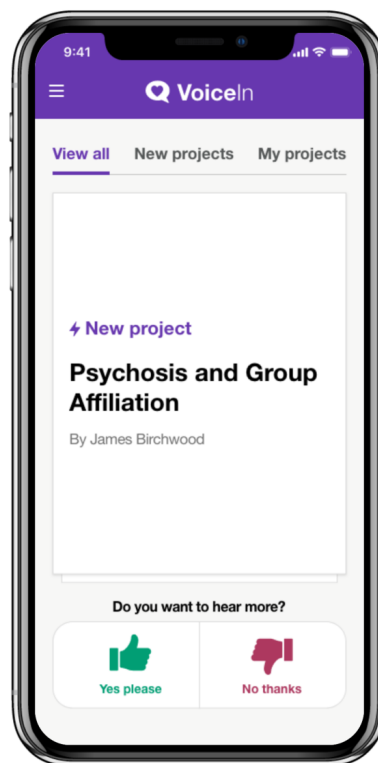 9:41
VoiceIn
View all New projects My projects
New project
Psychosis and Group
Affiliation
By James Birchwood
Do you want to hear more?
Yes please No thanks